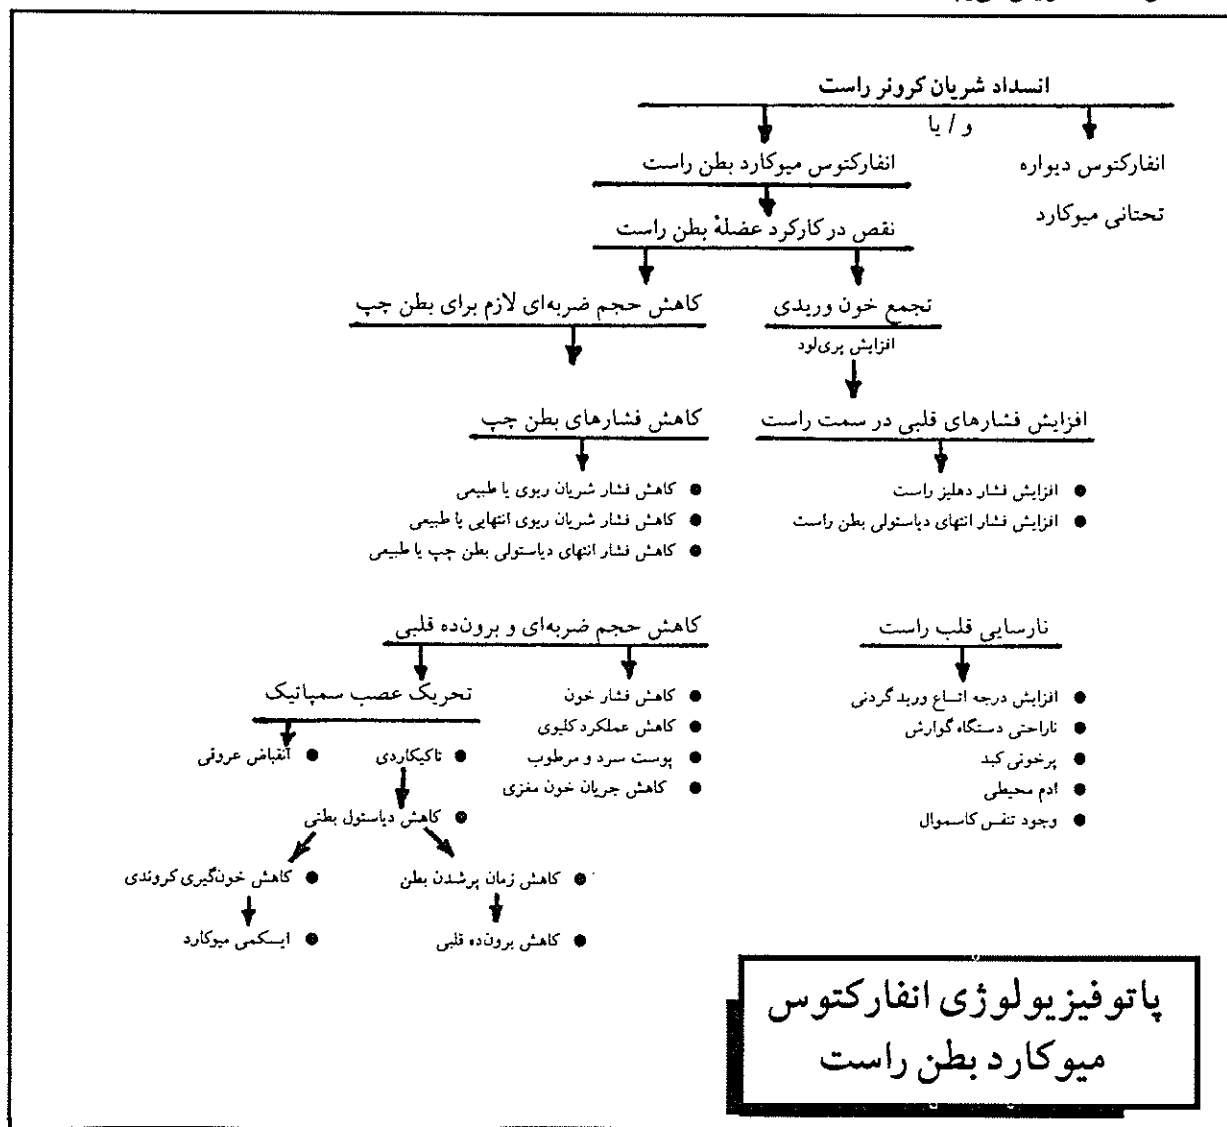 انسداد شریان کرونر راست
و / یا
انفارکتوس دیواره
تحتانی میوکارد
انفارکتوس میوکارد بطن راست
نقص در کارکرد عضلهٔ بطن راست
تجمع خون وریدی
افزایش پری‌لود
کاهش حجم ضربه‌ای لازم برای بطن چپ
افزایش فشارهای قلبی در سمت راست
● افزایش فشار دهلیز راست
● افزایش فشار انتهای دیاستولی بطن راست
کاهش فشارهای بطن چپ
● کاهش فشار شریان ریوی یا طبیعی
● کاهش فشار شریان ریوی انتهایی یا طبیعی
● کاهش فشار انتهای دیاستولی بطن چپ یا طبیعی
نارسایی قلب راست
● افزایش درجه اتساع ورید گردنی
● ناراحتی دستگاه گوارش
● پرخونی کبد
● ادم محیطی
● وجود تنفس کاسموال
کاهش حجم ضربه‌ای و برون‌ده قلبی
● کاهش فشار خون
● کاهش عملکرد کلیوی
● پوست سرد و مرطوب
● کاهش جریان خون مغزی
تحریک عصب سمپاتیک
● تاکیکاردی
● انقباض عروقی
● کاهش دیاستول بطنی
● کاهش زمان پرشدن بطن
● کاهش خون‌گیری کروندی
● کاهش برون‌ده قلبی
● ایسکمی میوکارد
پاتوفیزیولوژی انفارکتوس
میوکارد بطن راست